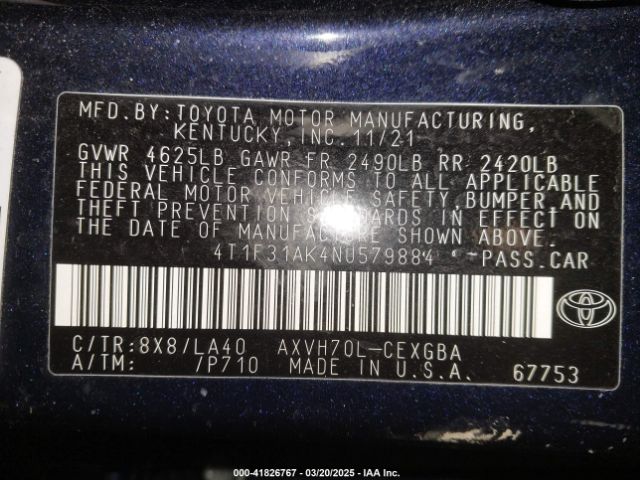 MFD.BY:TOYOTA MOTOR MANUFACTURING,
KENTUCKY,INC.11/21
GVWR 4625LB GAWR FR 2490LB RR 2420LB
THIS VEHICLE CONFORMS TO ALL APPLICABLE
FEDERAL MOTOR VEHICLE SAFETY,BUMPER,AND
THEFT PREVENTION STANDARDS IN EFFECT ON
THE DATE OF MANUFACTURE SHOWN ABOVE.
4T1F31AK4NU579884 PASS.CAR
C/TR:8X8/LA40 AXVH70L-CEXGBA
A/TM: /P710 MADE IN U.S.A. 67753
000-41826767 - 03/20/2025 - IAA Inc.